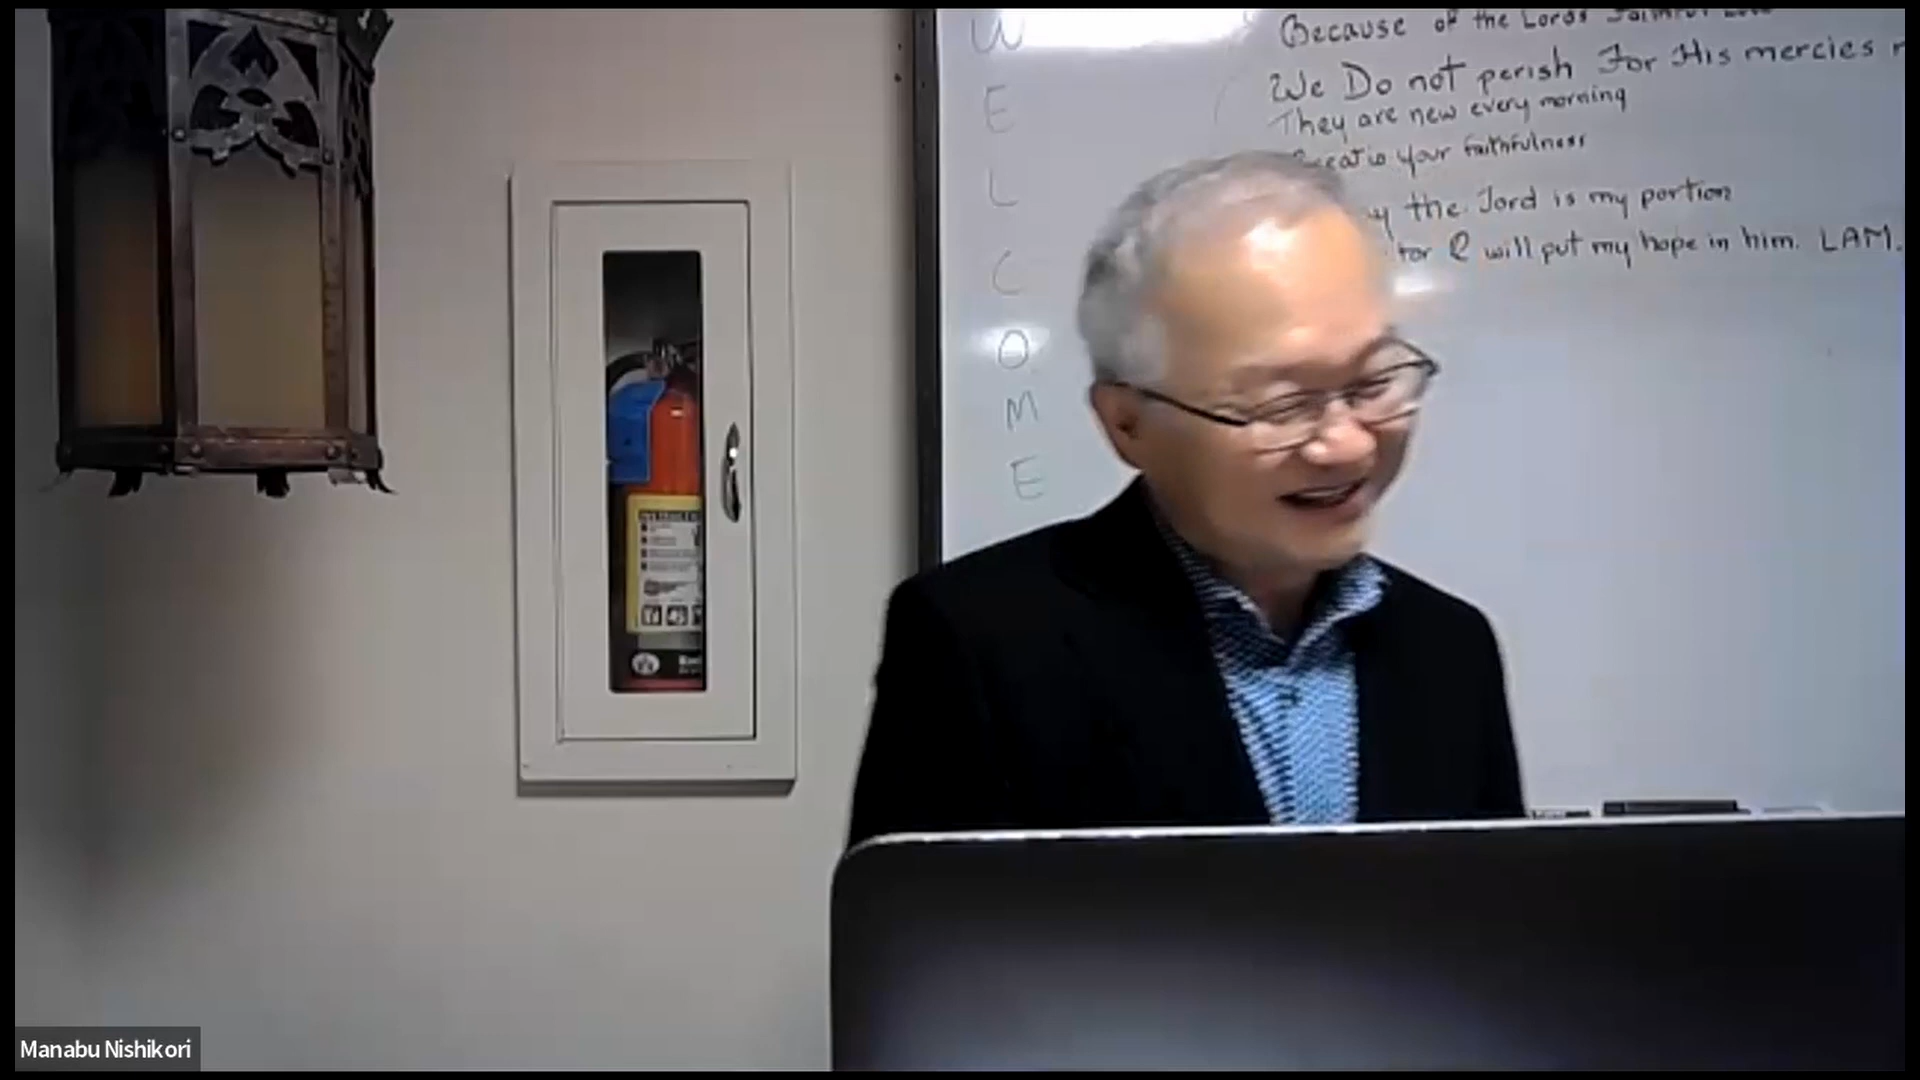 W
E
L
C
O
M
E
Because of the Lords
We Do not perish For His mercies
They are new every morning
your faithfulness
the Lord is my portion
I will put my hope in him. LAM.
Manabu Nishikori